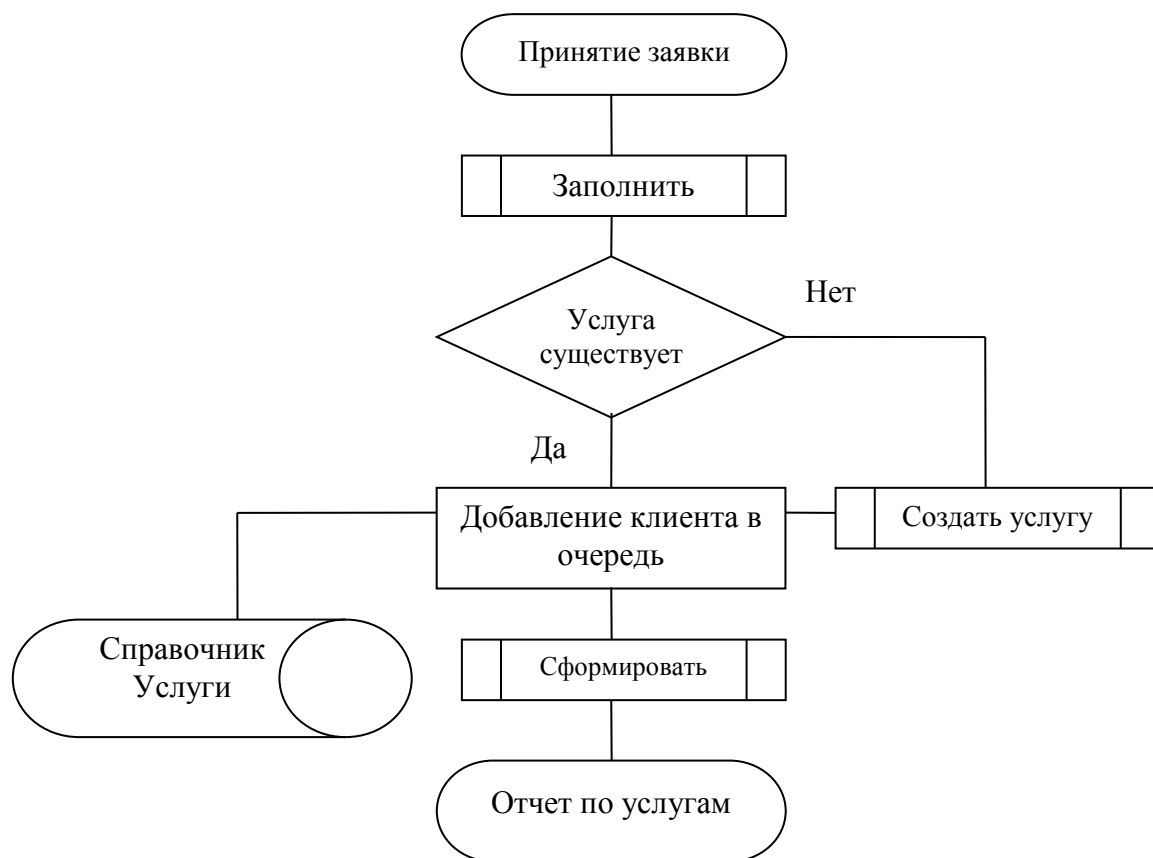 Принятие заявки
Заполнить
Нет
Услуга
существует
Да
Добавление клиента в
очередь
Создать услугу
Справочник
Услуги
Сформировать
Отчет по услугам